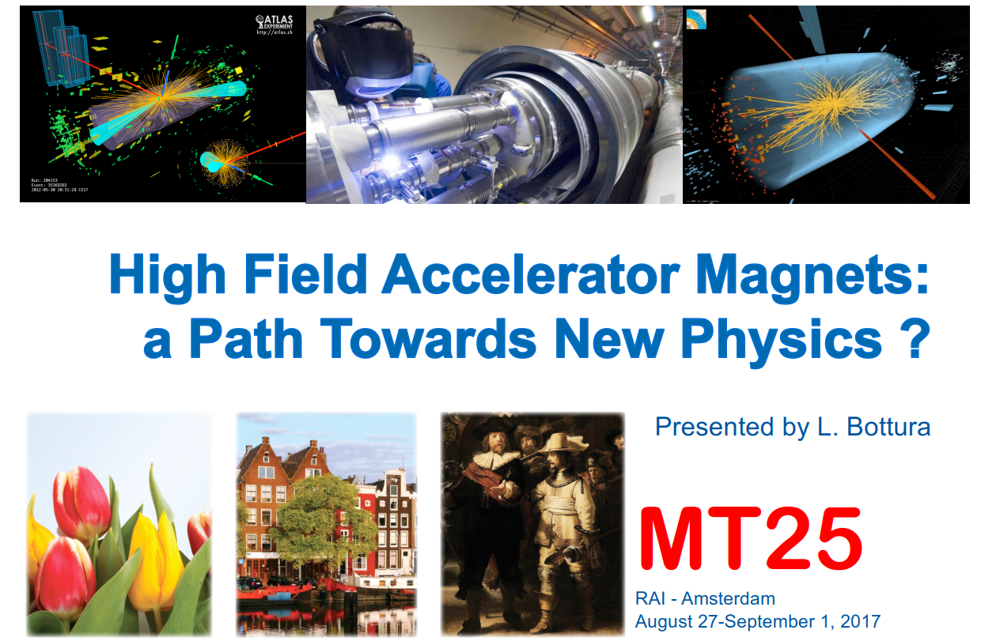 ATLAS
EXPERIMENT
http://atlas.ch
Run: 204153
Event: 35369265
2012-05-30 20:31:28 CEST
High Field Accelerator Magnets:
a Path Towards New Physics ?
Presented by L. Bottura
MT25
RAI - Amsterdam
August 27-September 1, 2017